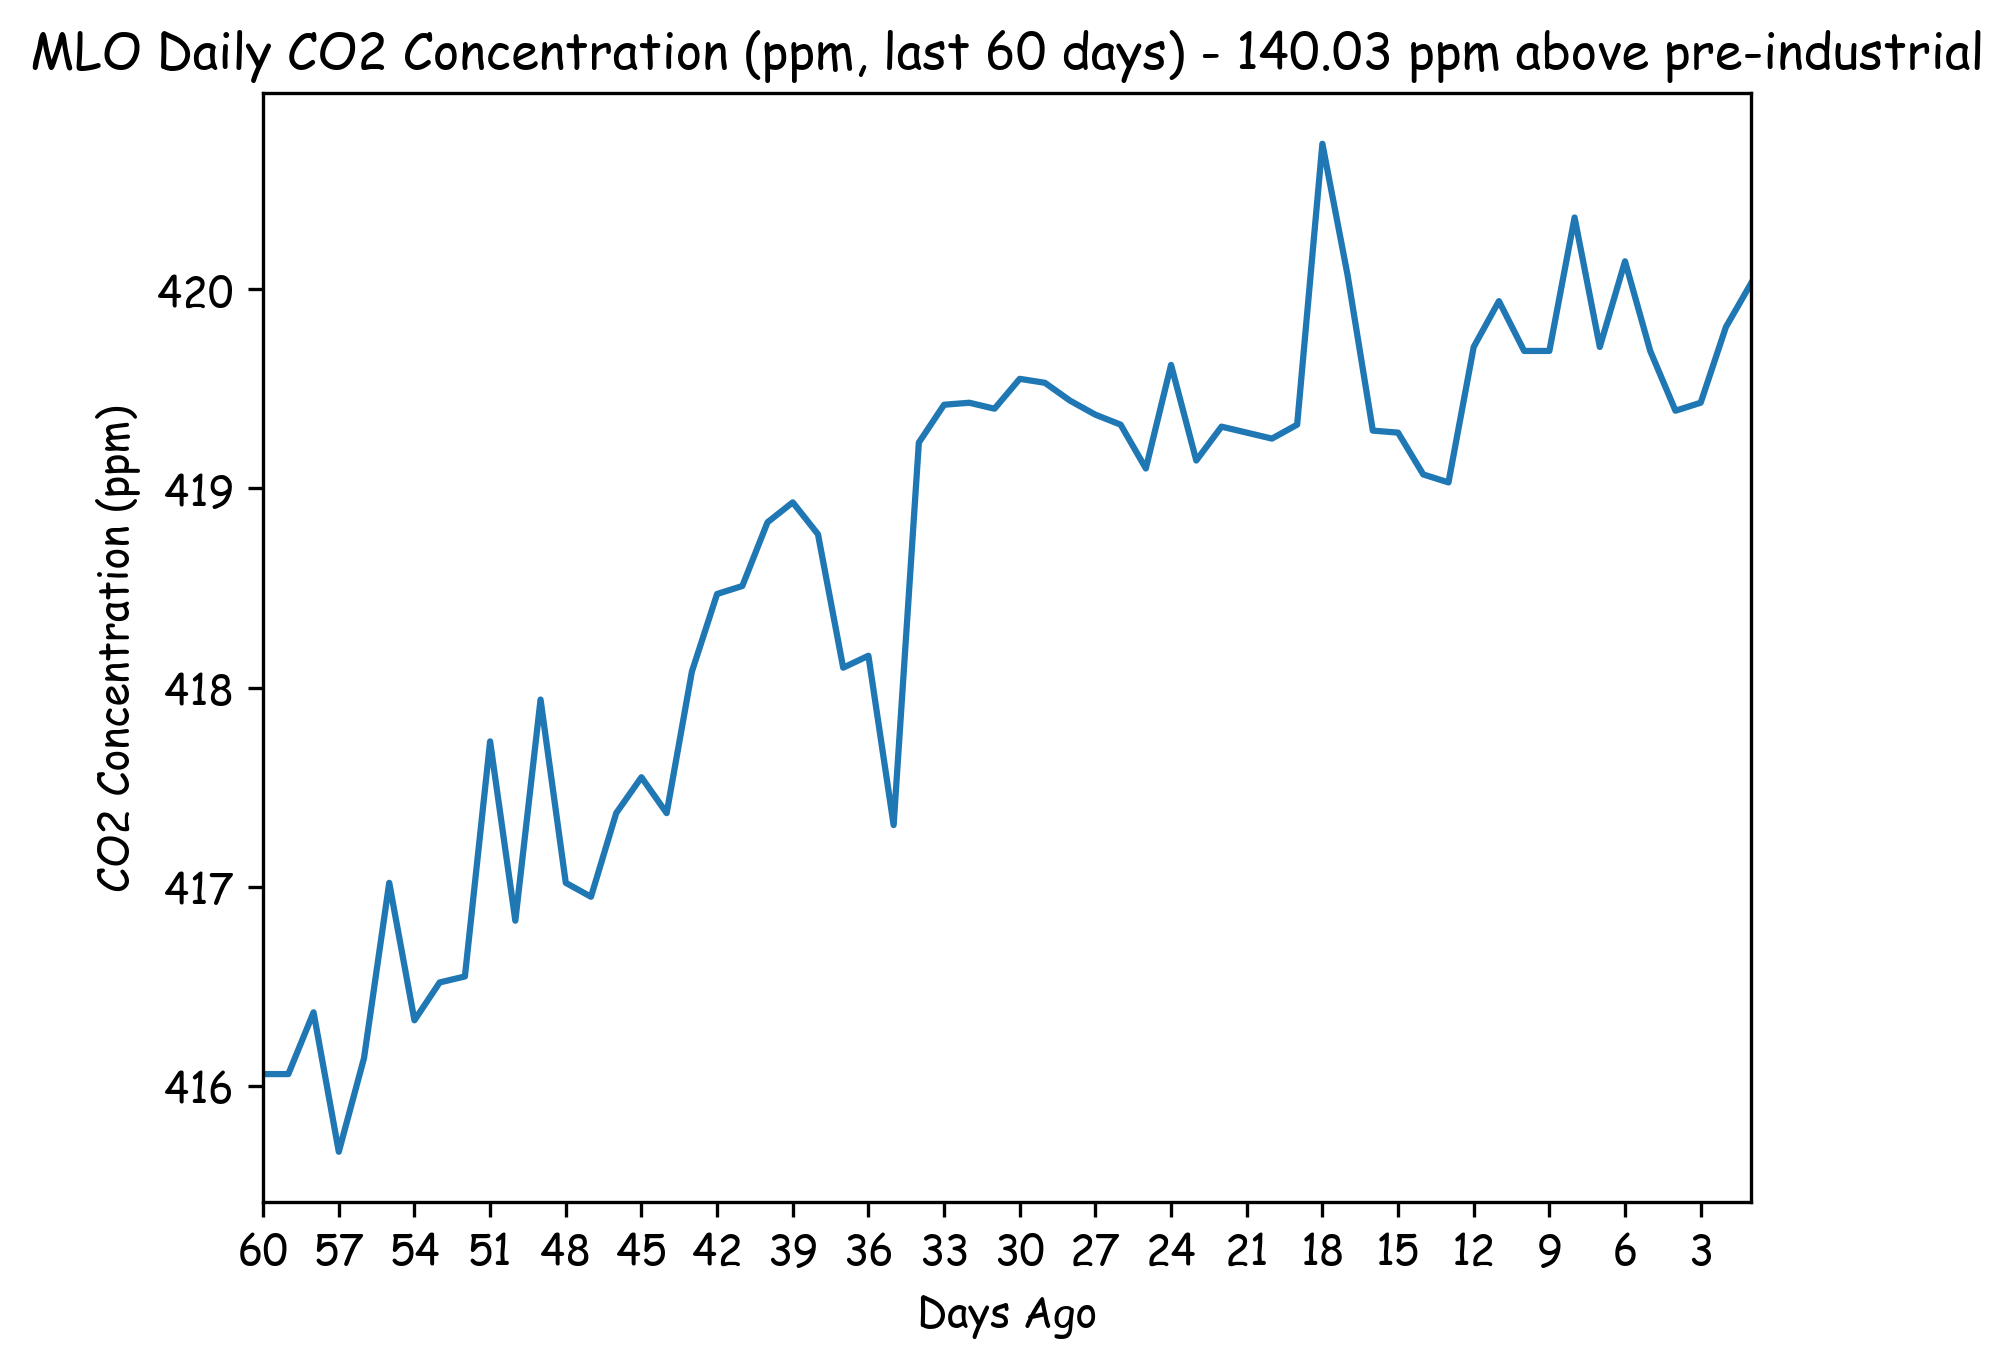 MLO Daily CO2 Concentration (ppm, last 60 days) - 140.03 ppm above pre-industrial
CO2 Concentration (ppm)
420
419
418
417
416
60 57 54 51 48 45 42 39 36 33 30 27 24 21 18 15 12 9 6 3
Days Ago